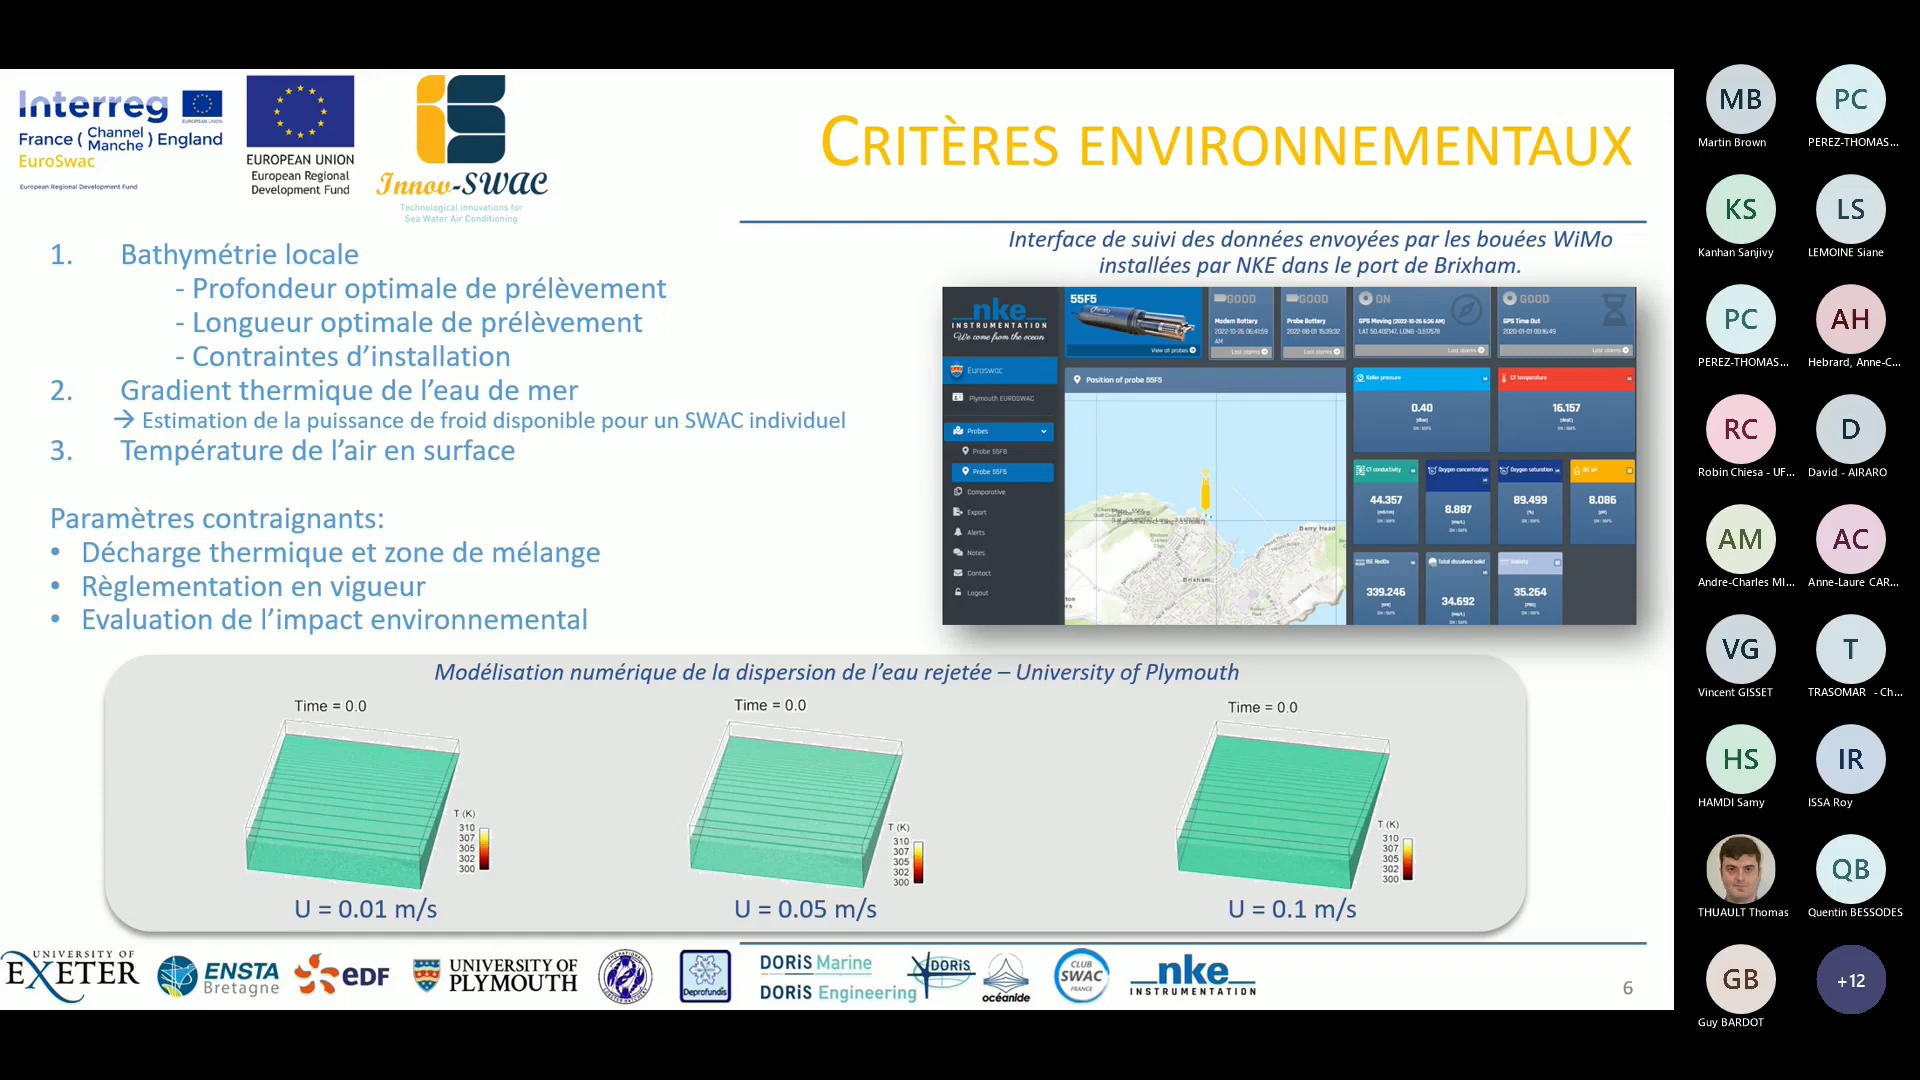 Interreg
EUROPEAN UNION
France ( Channel Manche ) England
EuroSwac
European Regional Development Fund
EUROPEAN UNION
European Regional
Development Fund
Innov-SWAC
Technological innovations for
Sea Water Air Conditioning
CRITÈRES ENVIRONNEMENTAUX
1. Bathymétrie locale
- Profondeur optimale de prélèvement
- Longueur optimale de prélèvement
- Contraintes d’installation
2. Gradient thermique de l’eau de mer
→ Estimation de la puissance de froid disponible pour un SWAC individuel
3. Température de l’air en surface
Paramètres contraignants:
• Décharge thermique et zone de mélange
• Règlementation en vigueur
• Evaluation de l’impact environnemental
Interface de suivi des données envoyées par les bouées WiMo
installées par NKE dans le port de Brixham.
nke
INSTRUMENTATION
We come from the ocean
Euroswac
Plymouth EUROSWAC
Probes
Probe 55F8
Probe 55F5
Comparative
Export
Alerts
Notes
Contact
Logout
55F5
View all probes
GOOD
Modem Battery
2022-10-26 06:41:59
AM
Last alarms
GOOD
Probe Battery
2022-08-01 15:39:32
Last alarms
ON
GPS Moving (2022-10-26 6:36 AM)
LAT 50.402147, LONG -3.517578
Last alarms
GOOD
GPS Time Out
2020-01-01 00:16:49
Last alarms
Position of probe 55F5
Berry Head
Brixham
Keller pressure
0.40
CT temperature
16.157
CT conductivity
44.357
Oxygen concentration
8.887
Oxygen saturation
89.499
8.086
ISE RedOx
339.246
Total dissolved solid
34.692
Salinity
35.264
Modélisation numérique de la dispersion de l’eau rejetée – University of Plymouth
Time = 0.0
T (K)
310
307
305
302
300
U = 0.01 m/s
Time = 0.0
T (K)
310
307
305
302
300
U = 0.05 m/s
Time = 0.0
T (K)
310
307
305
302
300
U = 0.1 m/s
UNIVERSITY OF
EXETER
ENSTA
Bretagne
eDF
UNIVERSITY OF
PLYMOUTH
Deprofundis
DORiS Marine
DORiS Engineering
DORiS
océanide
CLUB
SWAC
FRANCE
nke
INSTRUMENTATION
6
MB
Martin Brown
PC
PEREZ-THOMAS...
KS
Kanhan Sanjivy
LS
LEMOINE Siane
PC
PEREZ-THOMAS...
AH
Hebrard, Anne-C...
RC
Robin Chiesa - UF...
D
David - AIRARO
AM
Andre-Charles MI...
AC
Anne-Laure CAR...
VG
Vincent GISSET
T
TRASOMAR - Ch...
HS
HAMDI Samy
IR
ISSA Roy
THUAULT Thomas
QB
Quentin BESSODES
GB
Guy BARDOT
+12